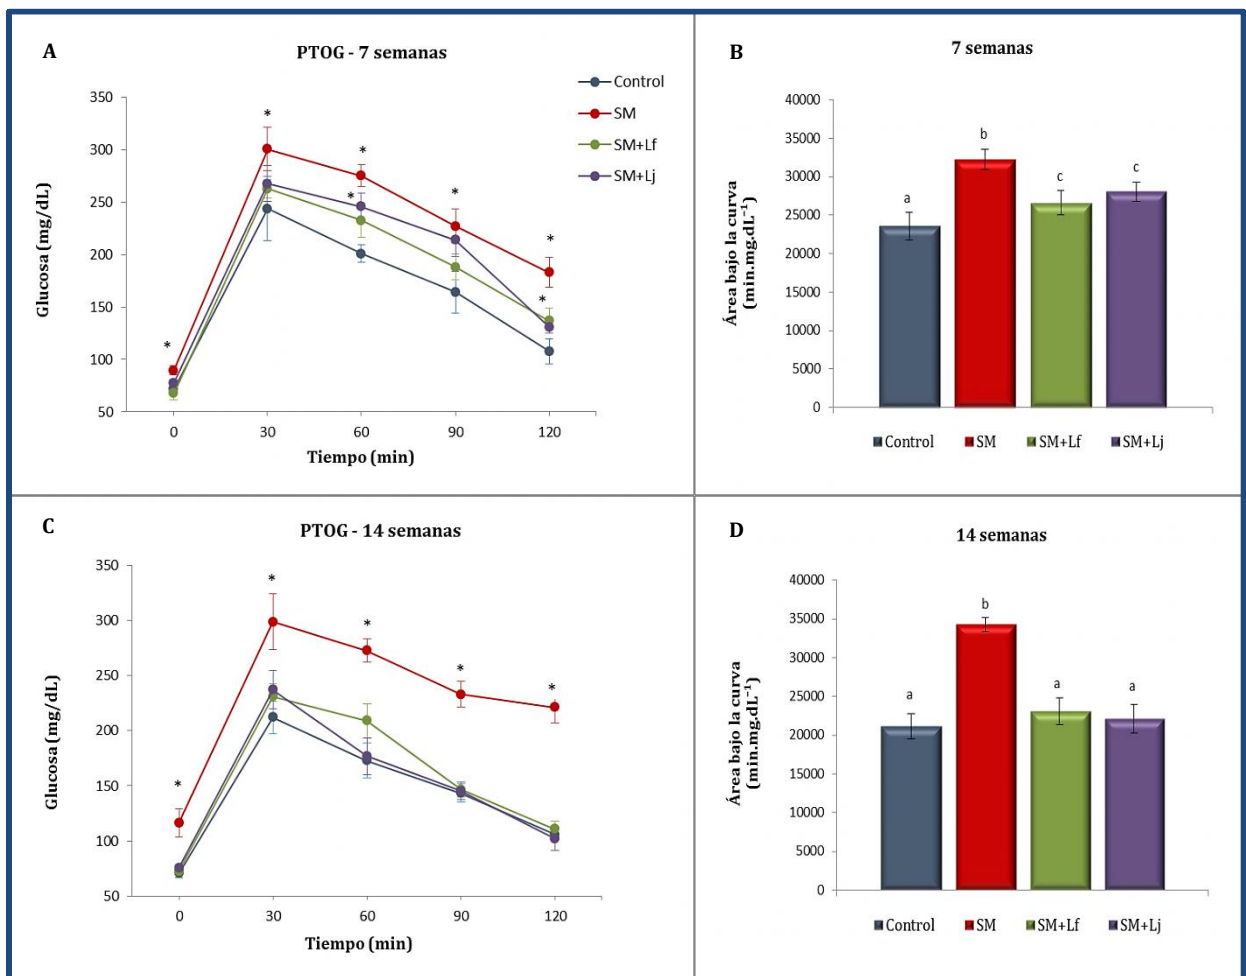 A
PTOG - 7 semanas
Control
SM
SM+Lf
SM+Lj
Glucosa (mg/dL)
350
300
250
200
150
100
50
* * * * * * * *
0 30 60 90 120
Tiempo (min)
B
7 semanas
Área bajo la curva
(min.mg.dL⁻¹)
40000
35000
30000
25000
20000
15000
10000
5000
0
a b c c
Control SM SM+Lf SM+Lj
C
PTOG - 14 semanas
Glucosa (mg/dL)
350
300
250
200
150
100
50
* * * * *
0 30 60 90 120
Tiempo (min)
D
14 semanas
Área bajo la curva
(min.mg.dL⁻¹)
40000
35000
30000
25000
20000
15000
10000
5000
0
a b a a
Control SM SM+Lf SM+Lj